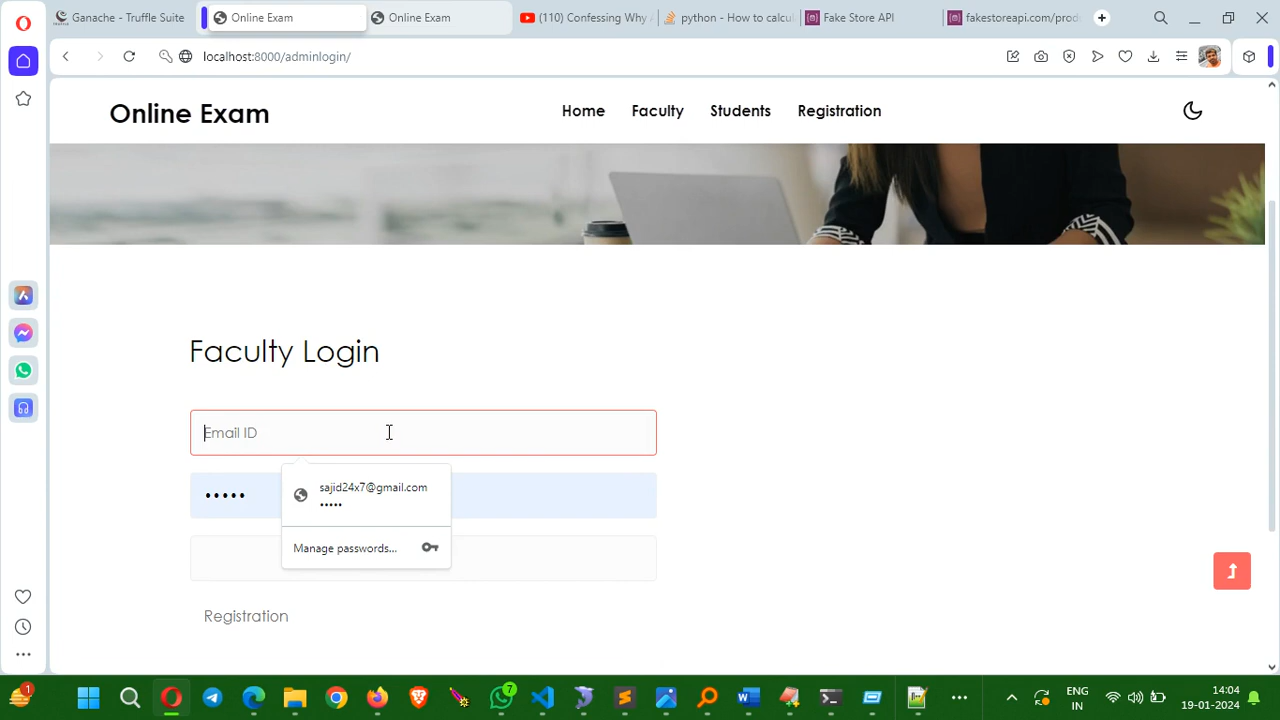 Ganache - Truffle Suite
Online Exam
Online Exam
(110) Confessing Why
python - How to calcul
Fake Store API
fakestoreapi.com/prod
localhost:8000/adminlogin/
Online Exam
Home
Faculty
Students
Registration
Faculty Login
Email ID
sajid24x7@gmail.com
Manage passwords...
Registration
1
7
ENG
IN
14:04
19-01-2024